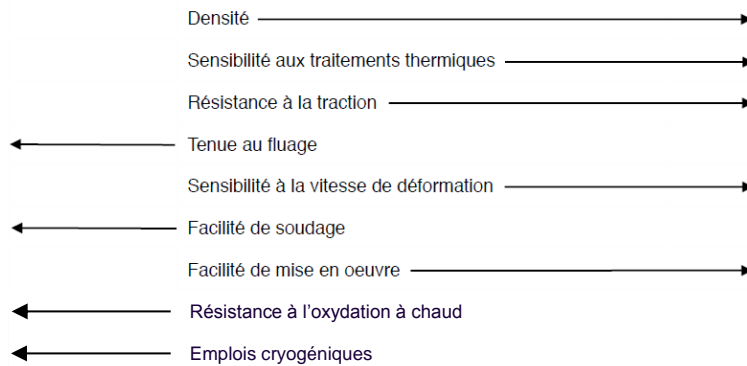 Densité
Sensibilité aux traitements thermiques
Résistance à la traction
Tenue au fluage
Sensibilité à la vitesse de déformation
Facilité de soudage
Facilité de mise en oeuvre
Résistance à l'oxydation à chaud
Emplois cryogéniques